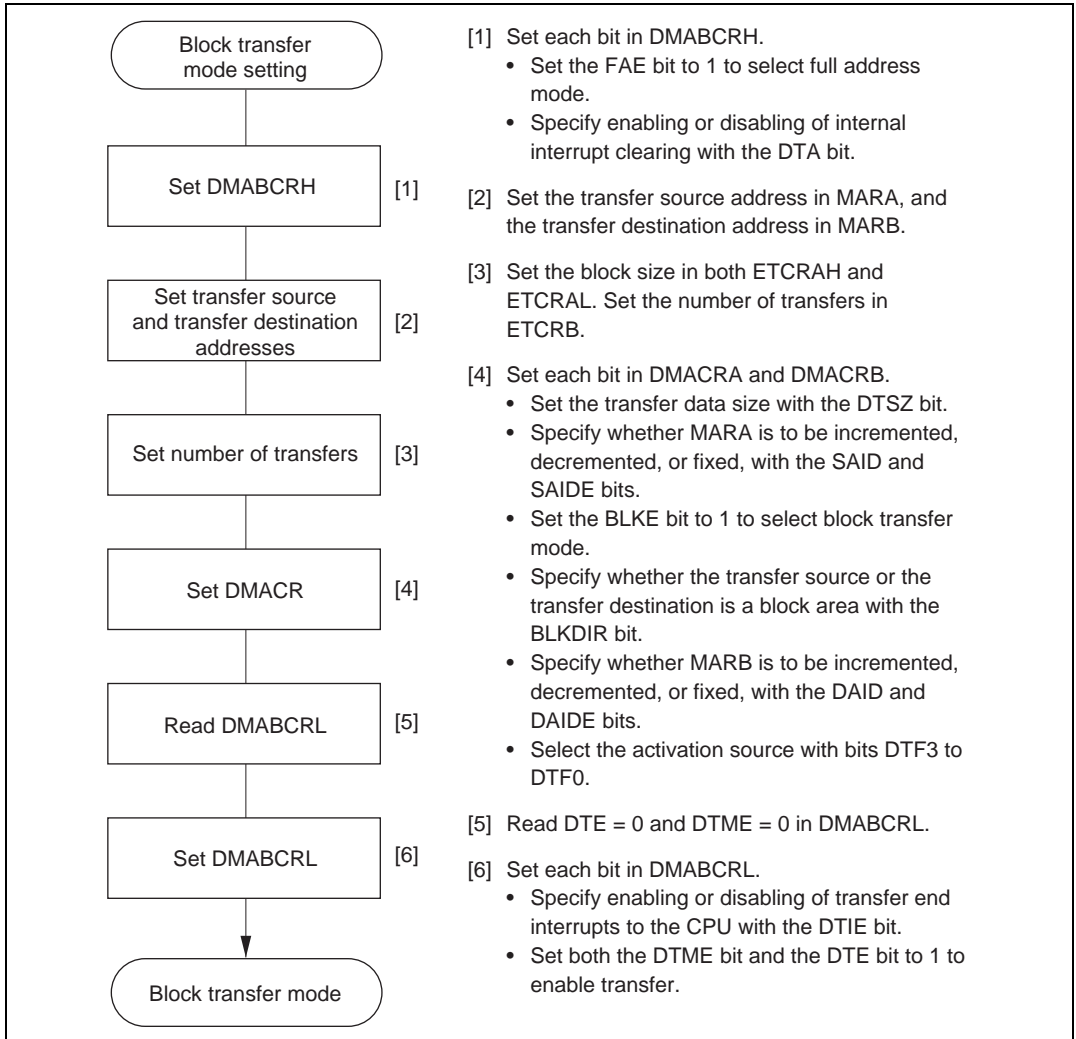 Block transfer
mode setting
Set DMABCRH
[1]
Set transfer source
and transfer destination
addresses
[2]
Set number of transfers
[3]
Set DMACR
[4]
Read DMABCRL
[5]
Set DMABCRL
[6]
Block transfer mode
[1] Set each bit in DMABCRH.
• Set the FAE bit to 1 to select full address
mode.
• Specify enabling or disabling of internal
interrupt clearing with the DTA bit.
[2] Set the transfer source address in MARA, and
the transfer destination address in MARB.
[3] Set the block size in both ETCRAH and
ETCRAL. Set the number of transfers in
ETCRB.
[4] Set each bit in DMACRA and DMACRB.
• Set the transfer data size with the DTSZ bit.
• Specify whether MARA is to be incremented,
decremented, or fixed, with the SAID and
SAIDE bits.
• Set the BLKE bit to 1 to select block transfer
mode.
• Specify whether the transfer source or the
transfer destination is a block area with the
BLKDIR bit.
• Specify whether MARB is to be incremented,
decremented, or fixed, with the DAID and
DAIDE bits.
• Select the activation source with bits DTF3 to
DTF0.
[5] Read DTE = 0 and DTME = 0 in DMABCRL.
[6] Set each bit in DMABCRL.
• Specify enabling or disabling of transfer end
interrupts to the CPU with the DTIE bit.
• Set both the DTME bit and the DTE bit to 1 to
enable transfer.